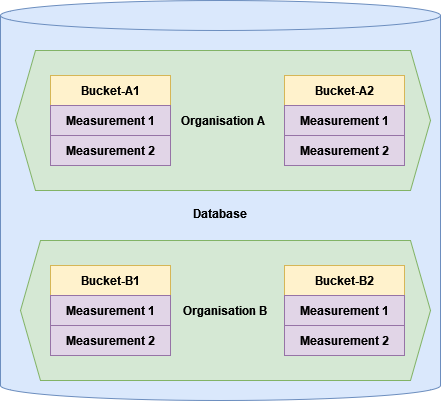 Bucket-A1
Bucket-A2
Measurement 1
Organisation A
Measurement 1
Measurement 2
Measurement 2
Database
Bucket-B1
Bucket-B2
Measurement 1
Organisation B
Measurement 1
Measurement 2
Measurement 2